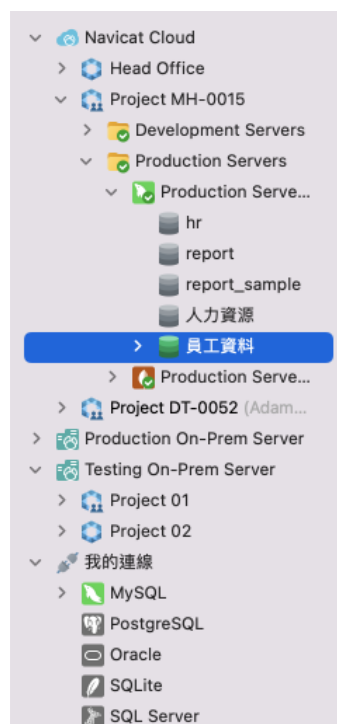 Navicat Cloud
Head Office
Project MH-0015
Development Servers
Production Servers
Production Serve...
hr
report
report_sample
人力資源
員工資料
Production Serve...
Project DT-0052 (Adam...
Production On-Prem Server
Testing On-Prem Server
Project 01
Project 02
我的連線
MySQL
PostgreSQL
Oracle
SQLite
SQL Server